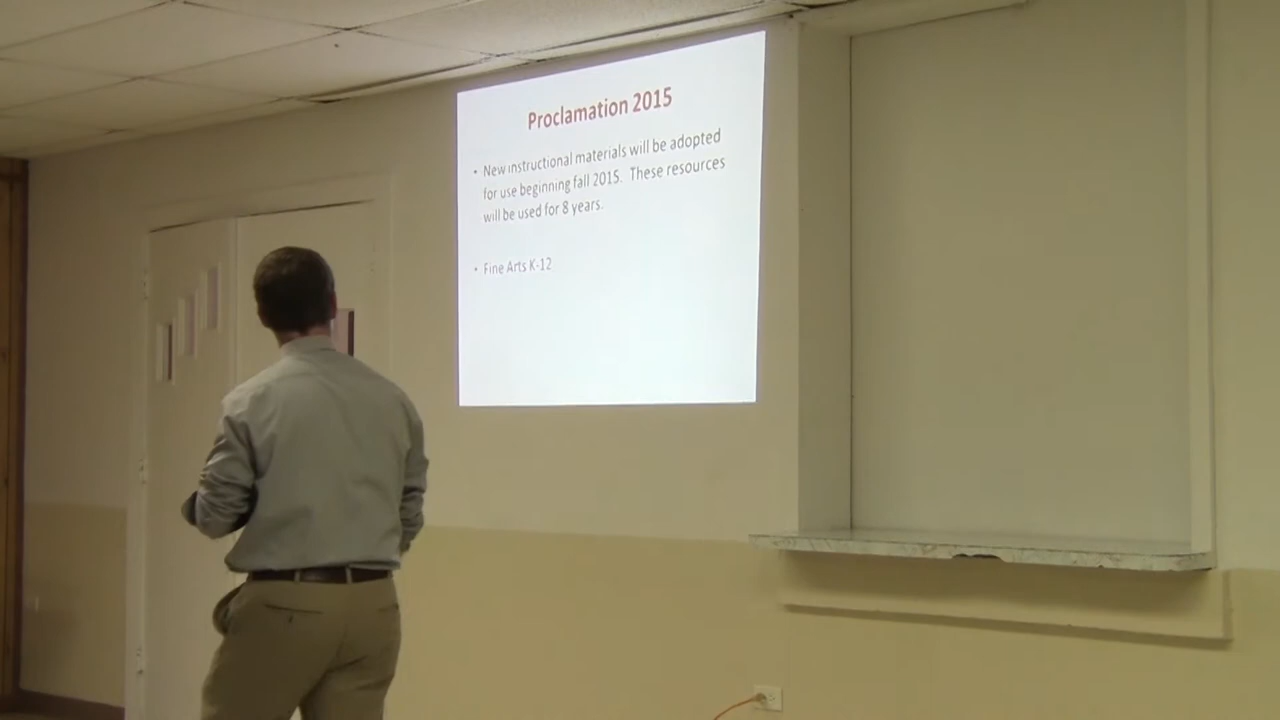 Proclamation 2015
• New instructional materials will be adopted
for use beginning fall 2015. These resources
will be used for 8 years.
• Fine Arts K-12